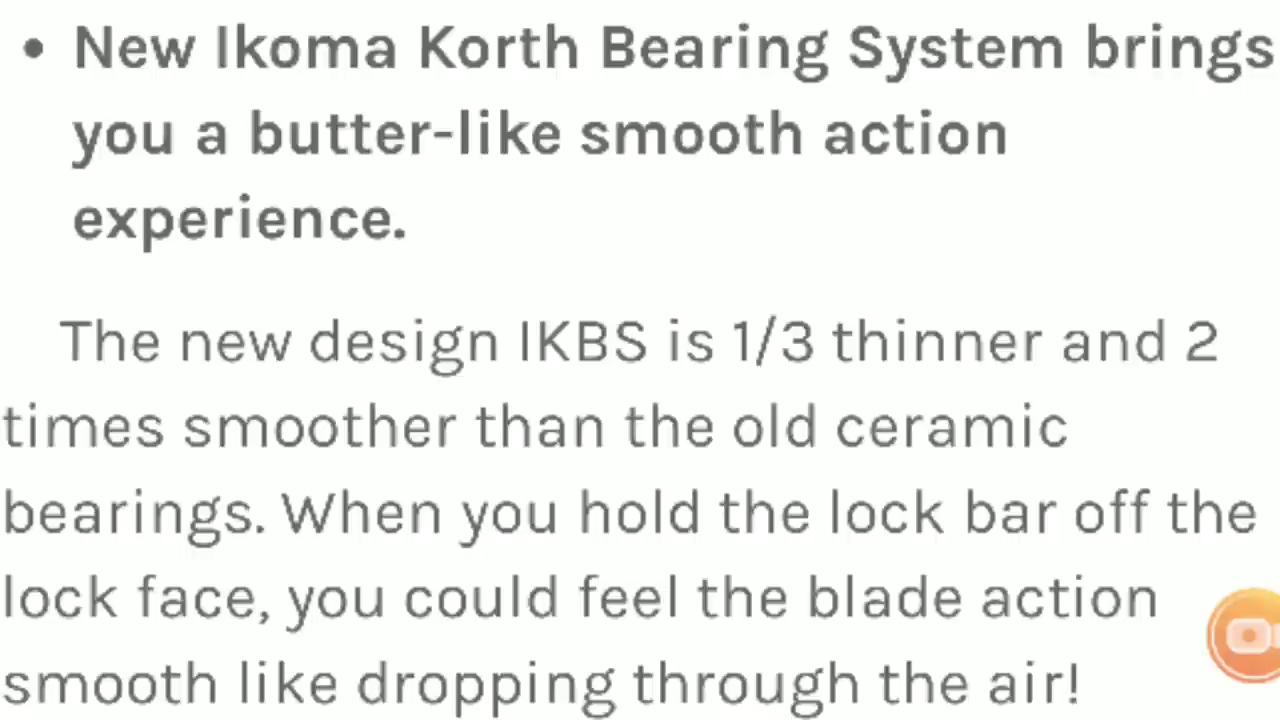 • New Ikoma Korth Bearing System brings
you a butter-like smooth action
experience.
The new design IKBS is 1/3 thinner and 2
times smoother than the old ceramic
bearings. When you hold the lock bar off the
lock face, you could feel the blade action
smooth like dropping through the air!